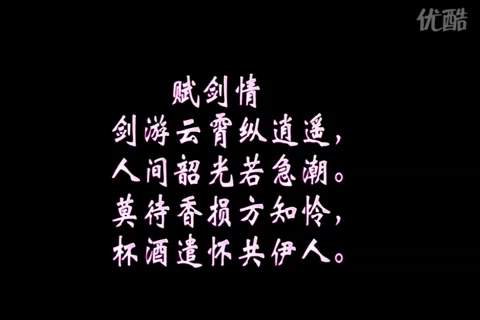 优酷
赋剑情
剑游云霄纵逍遥，
人间韶光若急潮。
莫待香损方知怜，
杯酒遣怀共伊人。